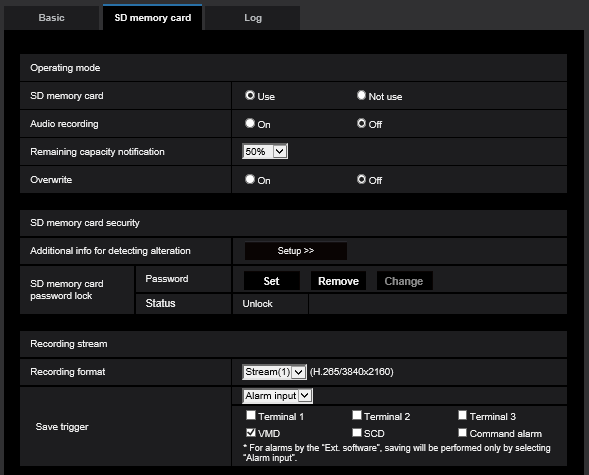 Basic SD memory card Log
Operating mode
SD memory card Use Not use
Audio recording On Off
Remaining capacity notification 50%
Overwrite On Off
SD memory card security
Additional info for detecting alteration Setup >>
SD memory card password lock Password Set Remove Change
Status Unlock
Recording stream
Recording format Stream(1) (H.265/3840x2160)
Save trigger Alarm input
Terminal 1 Terminal 2 Terminal 3
VMD SCD Command alarm
* For alarms by the "Ext. software", saving will be performed only by selecting
"Alarm input".